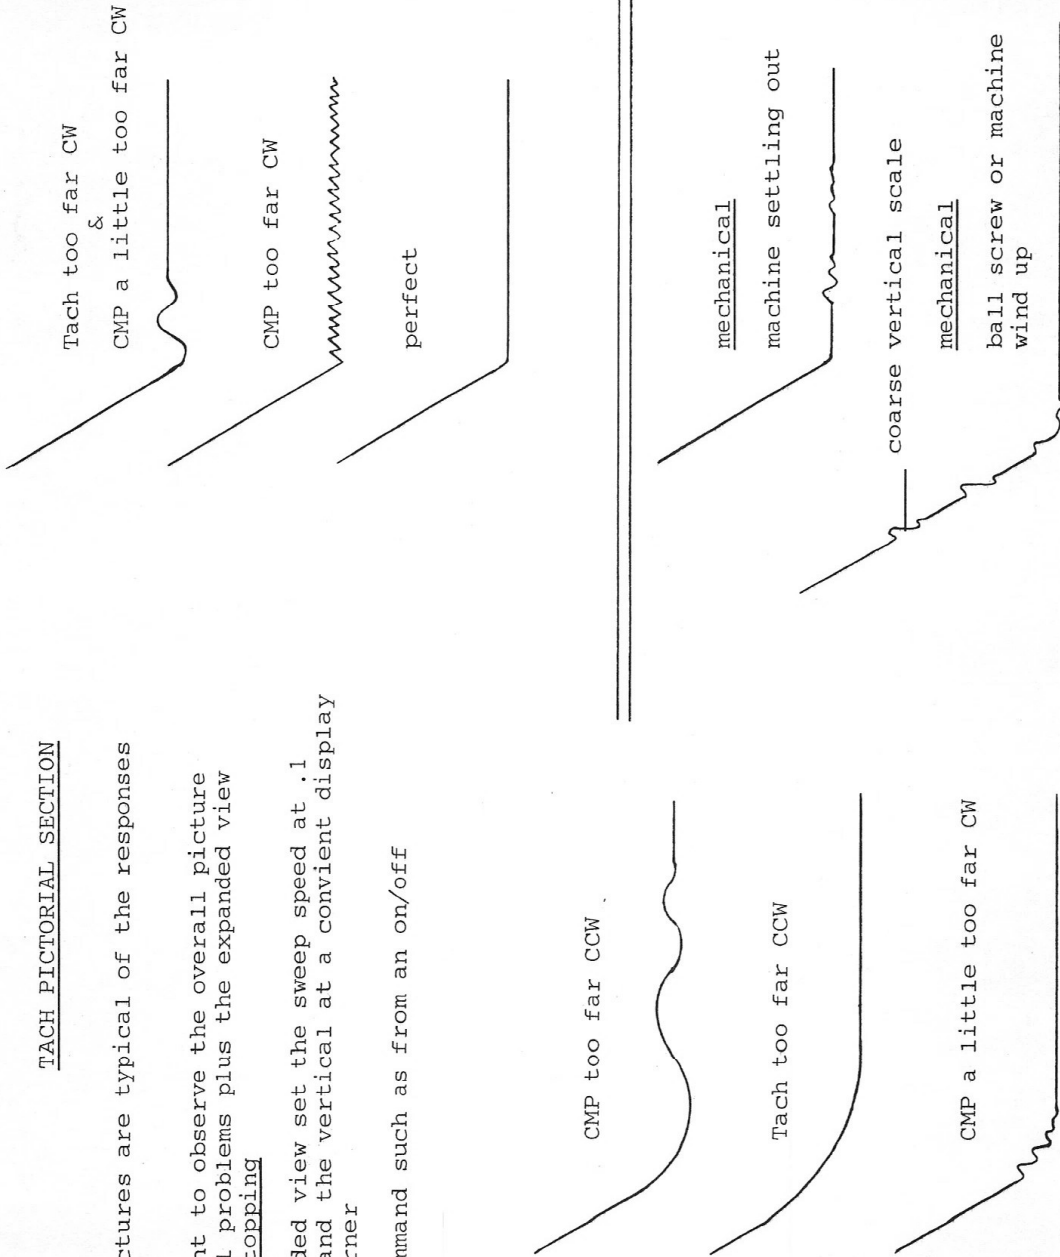 TACH PICTORIAL SECTION
ctures are typical of the responses
nt to observe the overall picture
l problems plus the expanded view
topping
ded view set the sweep speed at .1
and the vertical at a convient display
rner
mmand such as from an on/off
CMP too far CCW
Tach too far CCW
CMP a little too far CW
Tach too far CW
&
CMP a little too far CW
CMP too far CW
perfect
mechanical
machine settling out
coarse vertical scale
mechanical
ball screw or machine
wind up